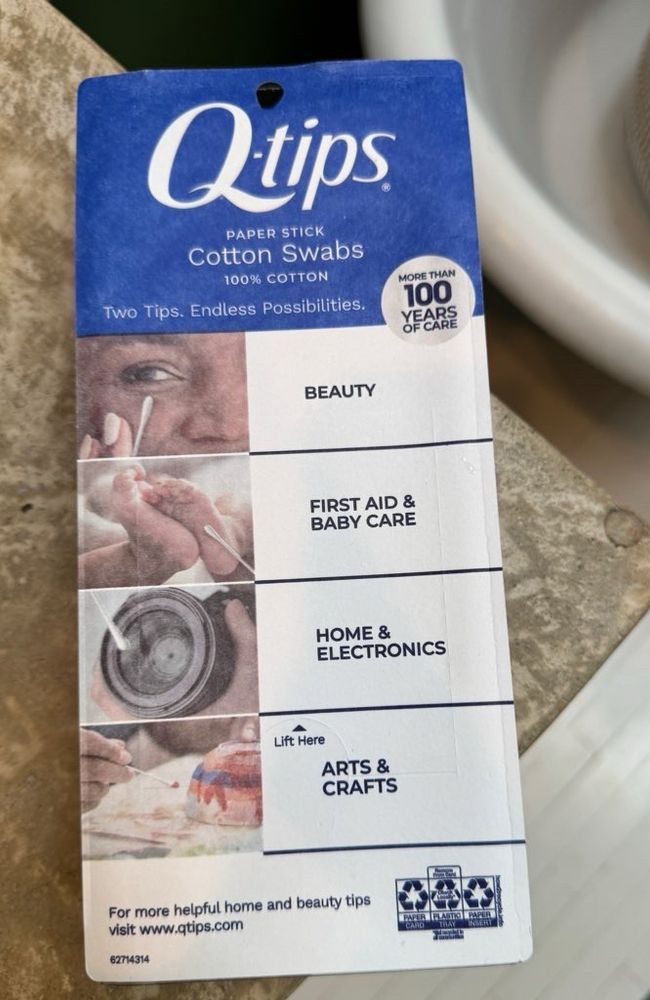 Q-tips®
PAPER STICK
Cotton Swabs
100% COTTON
Two Tips. Endless Possibilities.
MORE THAN
100
YEARS
OF CARE
BEAUTY
FIRST AID &
BABY CARE
HOME &
ELECTRONICS
Lift Here
ARTS &
CRAFTS
For more helpful home and beauty tips
visit www.qtips.com
62714314
Check
Locally*
PAPER PLASTIC PAPER
CARD TRAY INSERT